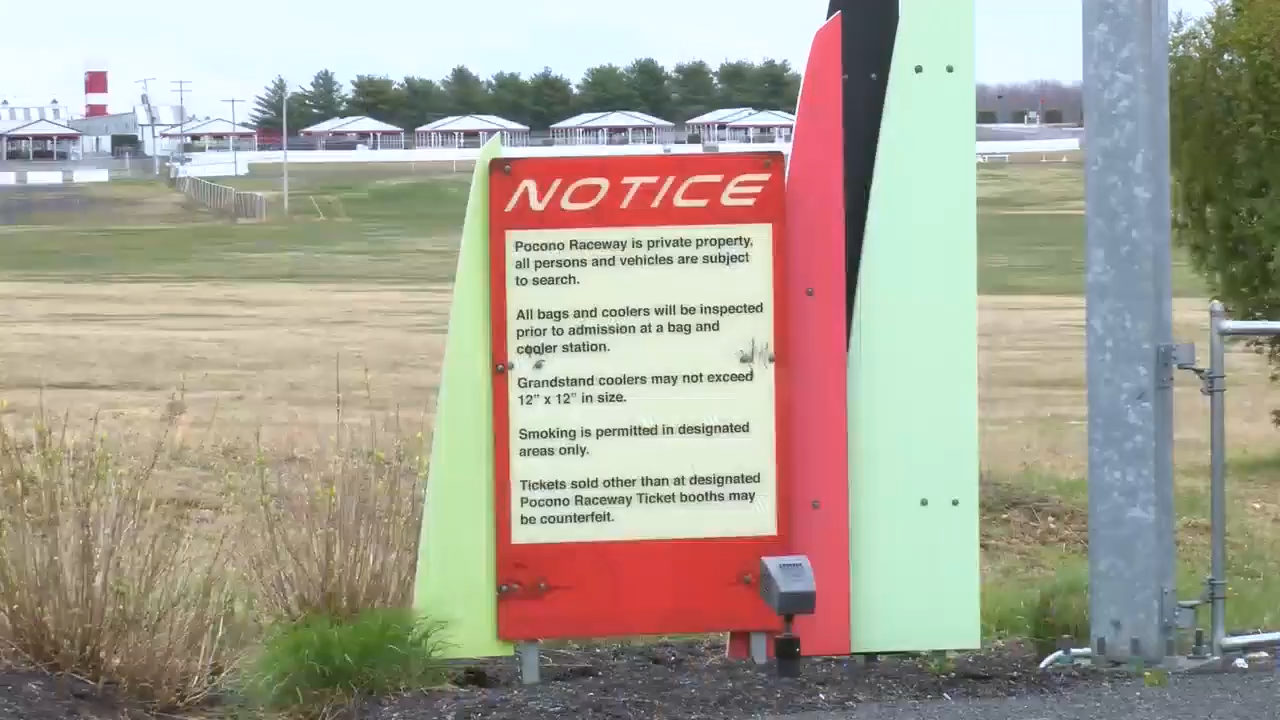 NOTICE
Pocono Raceway is private property,
all persons and vehicles are subject
to search.
All bags and coolers will be inspected
prior to admission at a bag and
cooler station.
Grandstand coolers may not exceed
12” x 12” in size.
Smoking is permitted in designated
areas only.
Tickets sold other than at designated
Pocono Raceway Ticket booths may
be counterfeit.